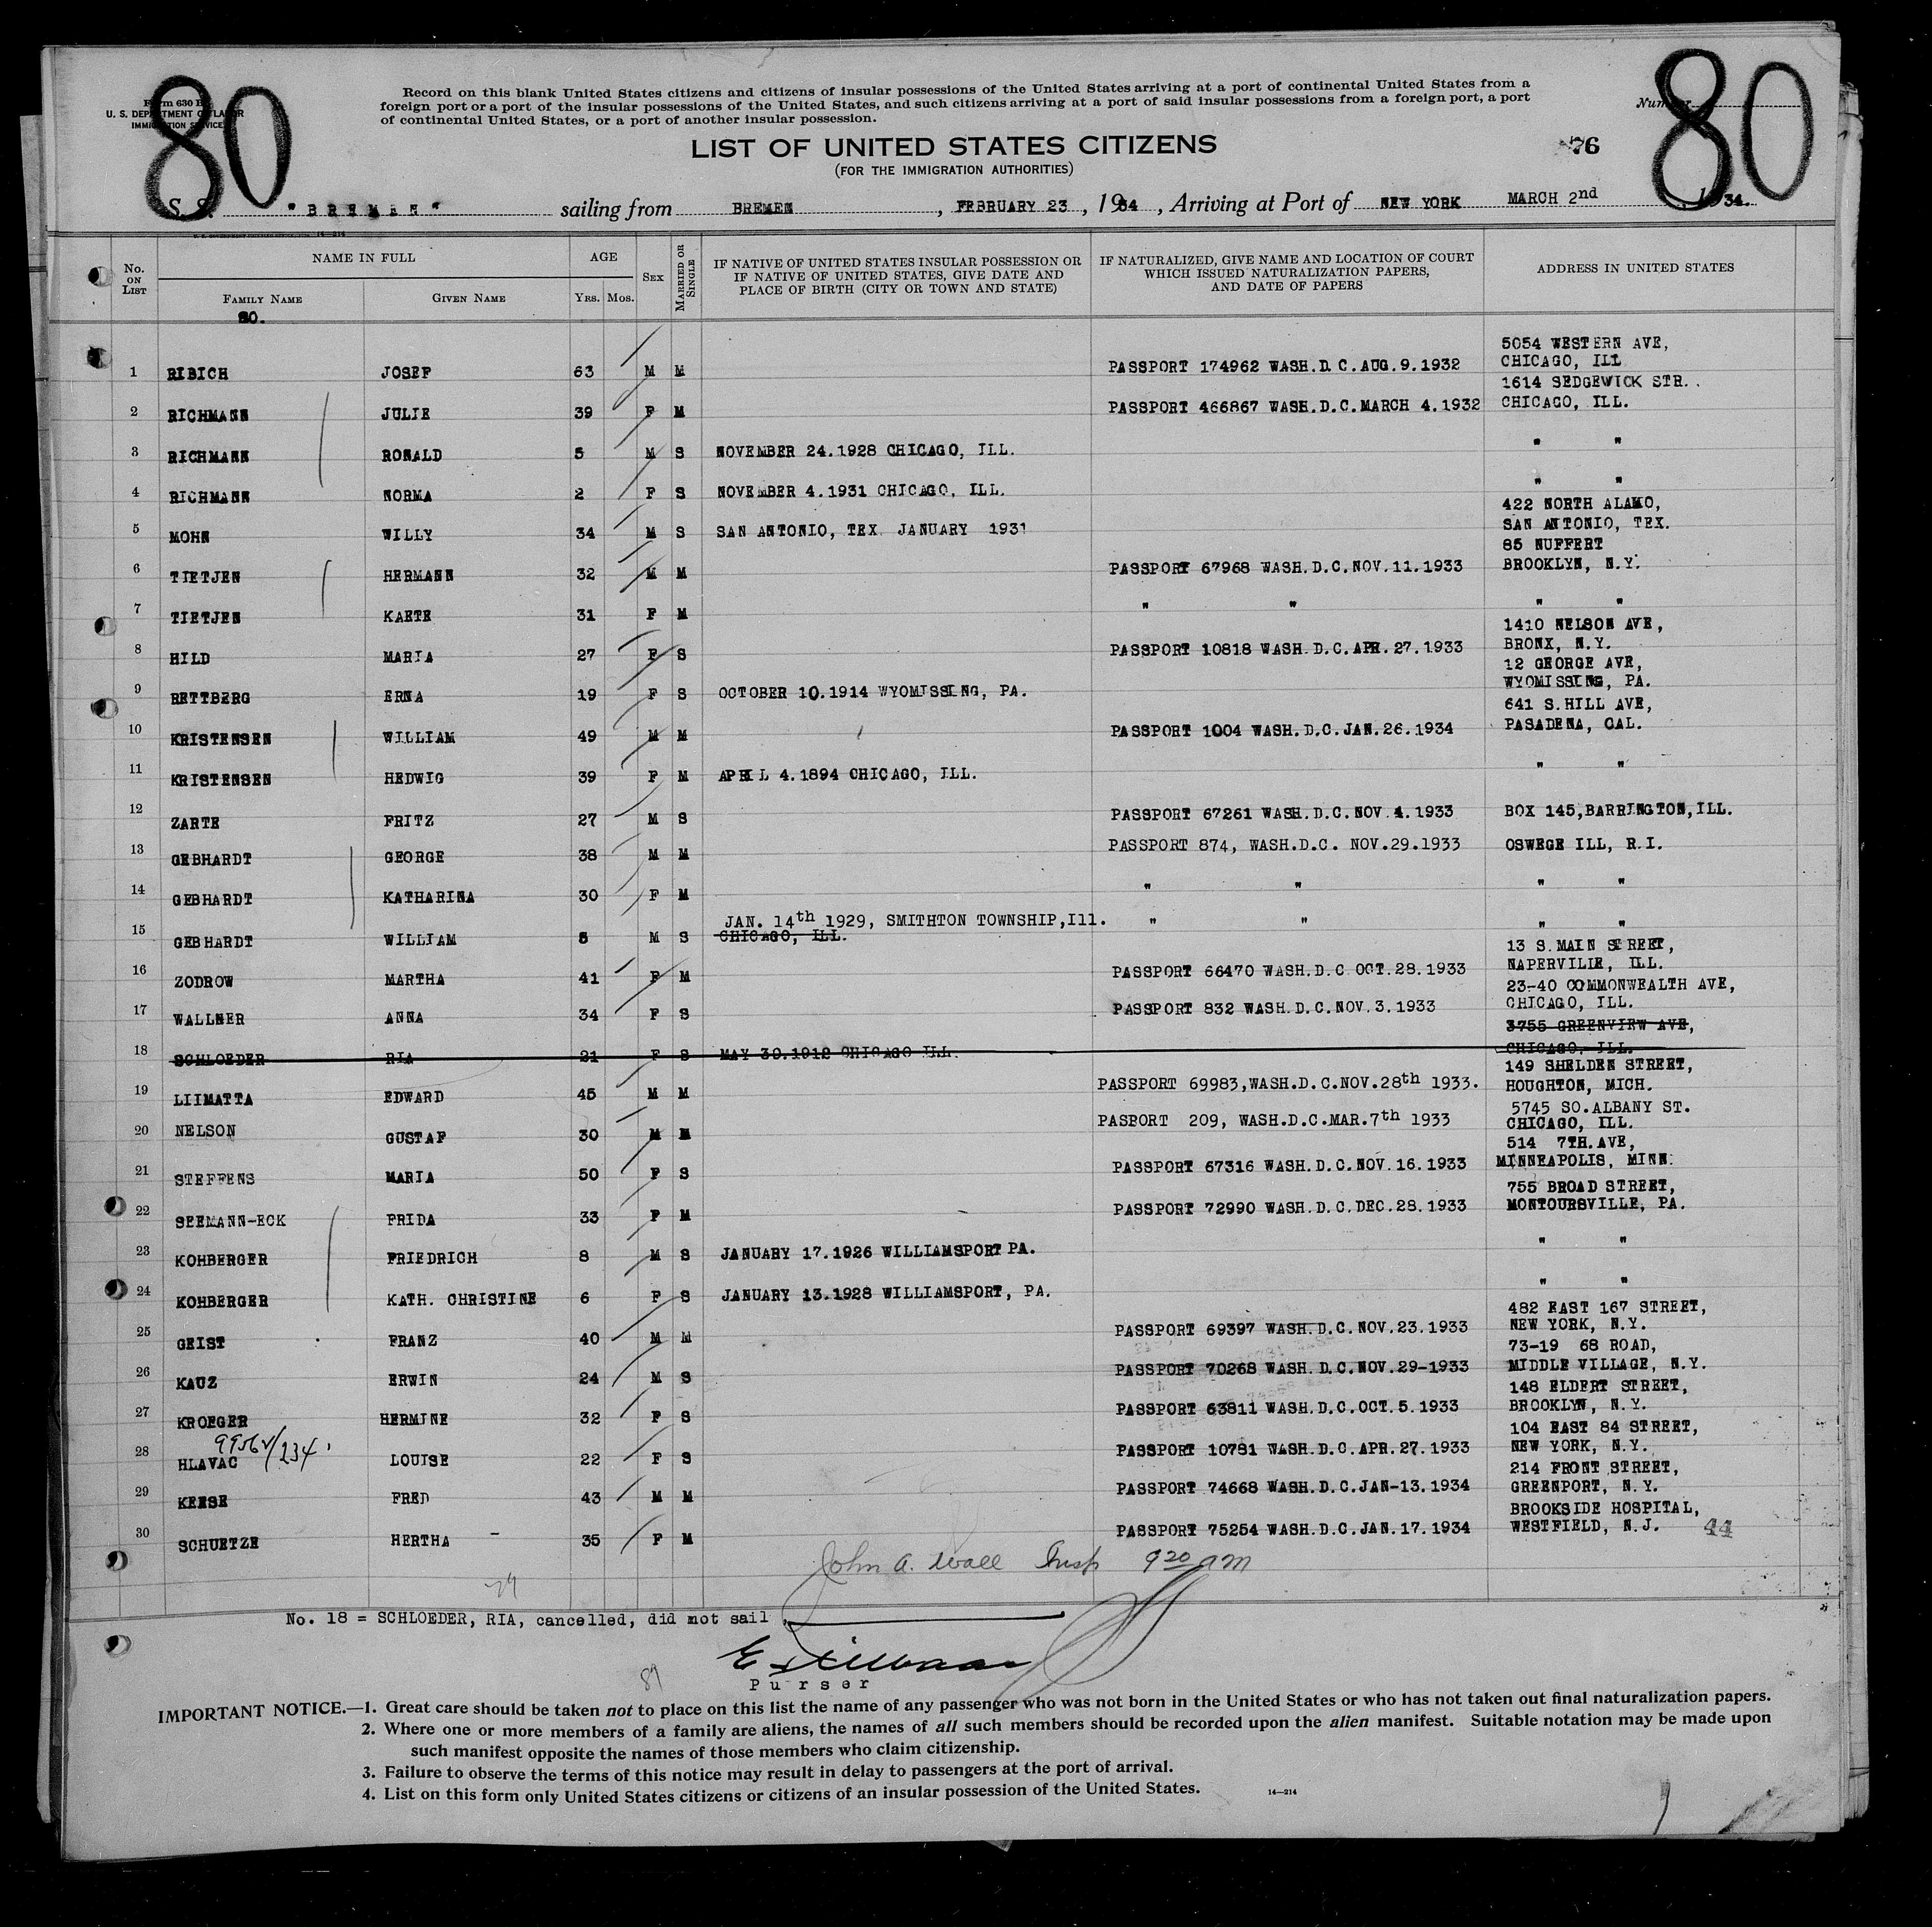 80
80
Form 630 B
U. S. DEPARTMENT OF LABOR
IMMIGRATION SERVICE
Record on this blank United States citizens and citizens of insular possessions of the United States arriving at a port of continental United States from a
foreign port or a port of the insular possessions of the United States, and such citizens arriving at a port of said insular possessions from a foreign port, a port
of continental United States, or a port of another insular possession.
Number
LIST OF UNITED STATES CITIZENS
(FOR THE IMMIGRATION AUTHORITIES)
76
S. S. "BREMEN" sailing from BREMEN, FEBRUARY 23, 1934, Arriving at Port of NEW YORK MARCH 2nd, 1934.
No. ON LIST NAME IN FULL AGE SEX MARRIED OR SINGLE IF NATIVE OF UNITED STATES INSULAR POSSESSION OR IF NATIVE OF UNITED STATES, GIVE DATE AND PLACE OF BIRTH (CITY OR TOWN AND STATE) IF NATURALIZED, GIVE NAME AND LOCATION OF COURT WHICH ISSUED NATURALIZATION PAPERS, AND DATE OF PAPERS ADDRESS IN UNITED STATES
FAMILY NAME GIVEN NAME YRS. MOS.
80.
1 RIBICH JOSEF 63 M M PASSPORT 174962 WASH.D.C.AUG.9.1932 5054 WESTERN AVE, CHICAGO, ILL
2 RICHMANN JULIE 39 F M PASSPORT 466867 WASH.D.C.MARCH 4.1932 1614 SEDGEWICK STR.. CHICAGO, ILL.
3 RICHMANN RONALD 5 M S NOVEMBER 24.1928 CHICAGO, ILL. " "
4 RICHMANN NORMA 2 F S NOVEMBER 4.1931 CHICAGO, ILL. " "
5 MOHN WILLY 34 M S SAN ANTONIO, TEX JANUARY 1931 422 NORTH ALAMO, SAN ANTONIO, TEX.
6 TIETJEN HERMANN 32 M M PASSPORT 67968 WASH.D.C.NOV.11.1933 85 NUFFERT BROOKLYN, N.Y.
7 TIETJEN KAETE 31 F M " " " "
8 HILD MARIA 27 F S PASSPORT 10818 WASH.D.C.APR.27.1933 1410 NELSON AVE, BRONX, N.Y.
9 RETTBERG ERNA 19 F S OCTOBER 10.1914 WYOMISSING, PA. 12 GEORGE AVE, WYOMISSING, PA.
10 KRISTENSEN WILLIAM 49 M M PASSPORT 1004 WASH.D.C.JAN.26.1934 641 S.HILL AVE, PASADENA, CAL.
11 KRISTENSEN HEDWIG 39 F M APRIL 4.1894 CHICAGO, ILL. " "
12 ZARTE FRITZ 27 M S PASSPORT 67261 WASH.D.C.NOV.4.1933 BOX 145,BARRINGTON,ILL.
13 GEBHARDT GEORGE 38 M M PASSPORT 874, WASH.D.C. NOV.29.1933 OSWEGE ILL, R.I.
14 GEBHARDT KATHARINA 30 F M " " " "
15 GEBHARDT WILLIAM 5 M S JAN. 14th 1929, SMITHTON TOWNSHIP,Ill. CHICAGO, ILL. " " " "
16 ZODROW MARTHA 41 F M PASSPORT 66470 WASH.D.C OCT.28.1933 13 S.MAIN STREET, NAPERVILLE, ILL.
17 WALLNER ANNA 34 F S PASSPORT 832 WASH.D.C.NOV.3.1933 23-40 COMMONWEALTH AVE, CHICAGO, ILL.
18 SCHLOEDER RIA 21 F S MAY 30.1912 CHICAGO ILL. 3755 GREENVIRW AVE, CHICAGO, ILL.
19 LIIMATTA EDWARD 45 M M PASSPORT 69983,WASH.D.C.NOV.28th 1933. 149 SHELDEN STREET, HOUGHTON, MICH.
20 NELSON GUSTAF 30 M M PASPORT 209, WASH.D.C.MAR.7th 1933 5745 SO.ALBANY ST. CHICAGO, ILL.
21 STEFFENS MARIA 50 F S PASSPORT 67316 WASH.D.C.NOV.16.1933 514 7TH.AVE, MINNEAPOLIS, MINN.
22 SEEMANN-ECK FRIDA 33 F M PASSPORT 72990 WASH.D.C.DEC.28.1933 755 BROAD STREET, MONTOURSVILLE, PA.
23 KOHBERGER FRIEDRICH 8 M S JANUARY 17.1926 WILLIAMSPORT PA. " "
24 KOHBERGER KATH. CHRISTINE 6 F S JANUARY 13.1928 WILLIAMSPORT, PA. " "
25 GEIST FRANZ 40 M M PASSPORT 69397 WASH.D.C.NOV.23.1933 482 EAST 167 STREET, NEW YORK, N.Y.
26 KAUZ ERWIN 24 M S PASSPORT 70268 WASH.D.C.NOV.29-1933 73-19 68 ROAD, MIDDLE VILLAGE, N.Y.
27 KROEGER HERMINE 32 F S PASSPORT 63811 WASH.D.C.OCT.5.1933 148 ELDERT STREET, BROOKLYN, N.Y.
28 HLAVAC LOUISE 22 F S PASSPORT 10781 WASH.D.C.APR.27.1933 104 EAST 84 STREET, NEW YORK, N.Y.
29 KEESE FRED 43 M M PASSPORT 74668 WASH.D.C.JAN-13.1934 214 FRONT STREET, GREENPORT, N.Y.
30 SCHUETZE HERTHA - 35 F M PASSPORT 75254 WASH.D.C.JAN.17.1934 BROOKSIDE HOSPITAL, WESTFIELD, N.J. 44
John A. Wall Insp 9 20 am
No. 18 = SCHLOEDER, RIA, cancelled, did not sail
Purser
IMPORTANT NOTICE.—1. Great care should be taken not to place on this list the name of any passenger who was not born in the United States or who has not taken out final naturalization papers.
2. Where one or more members of a family are aliens, the names of all such members should be recorded upon the alien manifest. Suitable notation may be made upon
such manifest opposite the names of those members who claim citizenship.
3. Failure to observe the terms of this notice may result in delay to passengers at the port of arrival.
4. List on this form only United States citizens or citizens of an insular possession of the United States.
14—214